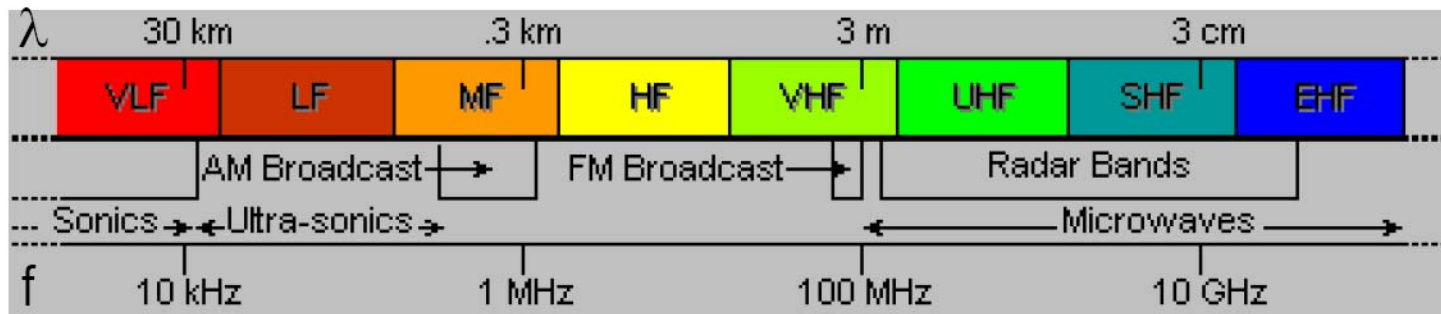 λ 30 km .3 km 3 m 3 cm
VLF LF MF HF VHF UHF SHF EHF
AM Broadcast FM Broadcast Radar Bands
Sonics Ultra-sonics Microwaves
f 10 kHz 1 MHz 100 MHz 10 GHz